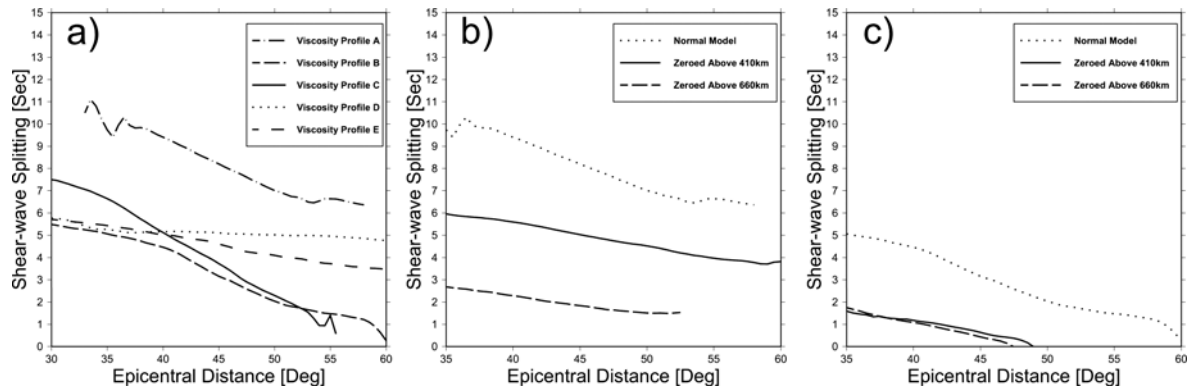 a)
Viscosity Profile A
Viscosity Profile B
Viscosity Profile C
Viscosity Profile D
Viscosity Profile E
Shear-wave Splitting [Sec]
15
14
13
12
11
10
9
8
7
6
5
4
3
2
1
0
30 35 40 45 50 55 60
Epicentral Distance [Deg]
b)
Normal Model
Zeroed Above 410km
Zeroed Above 660km
Shear-wave Splitting [Sec]
15
14
13
12
11
10
9
8
7
6
5
4
3
2
1
0
35 40 45 50 55 60
Epicentral Distance [Deg]
c)
Normal Model
Zeroed Above 410km
Zeroed Above 660km
Shear-wave Splitting [Sec]
15
14
13
12
11
10
9
8
7
6
5
4
3
2
1
0
35 40 45 50 55 60
Epicentral Distance [Deg]